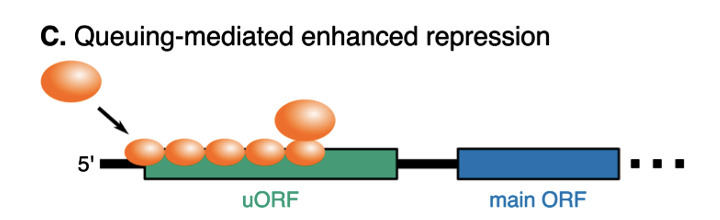 C. Queuing-mediated enhanced repression
5'
uORF
main ORF